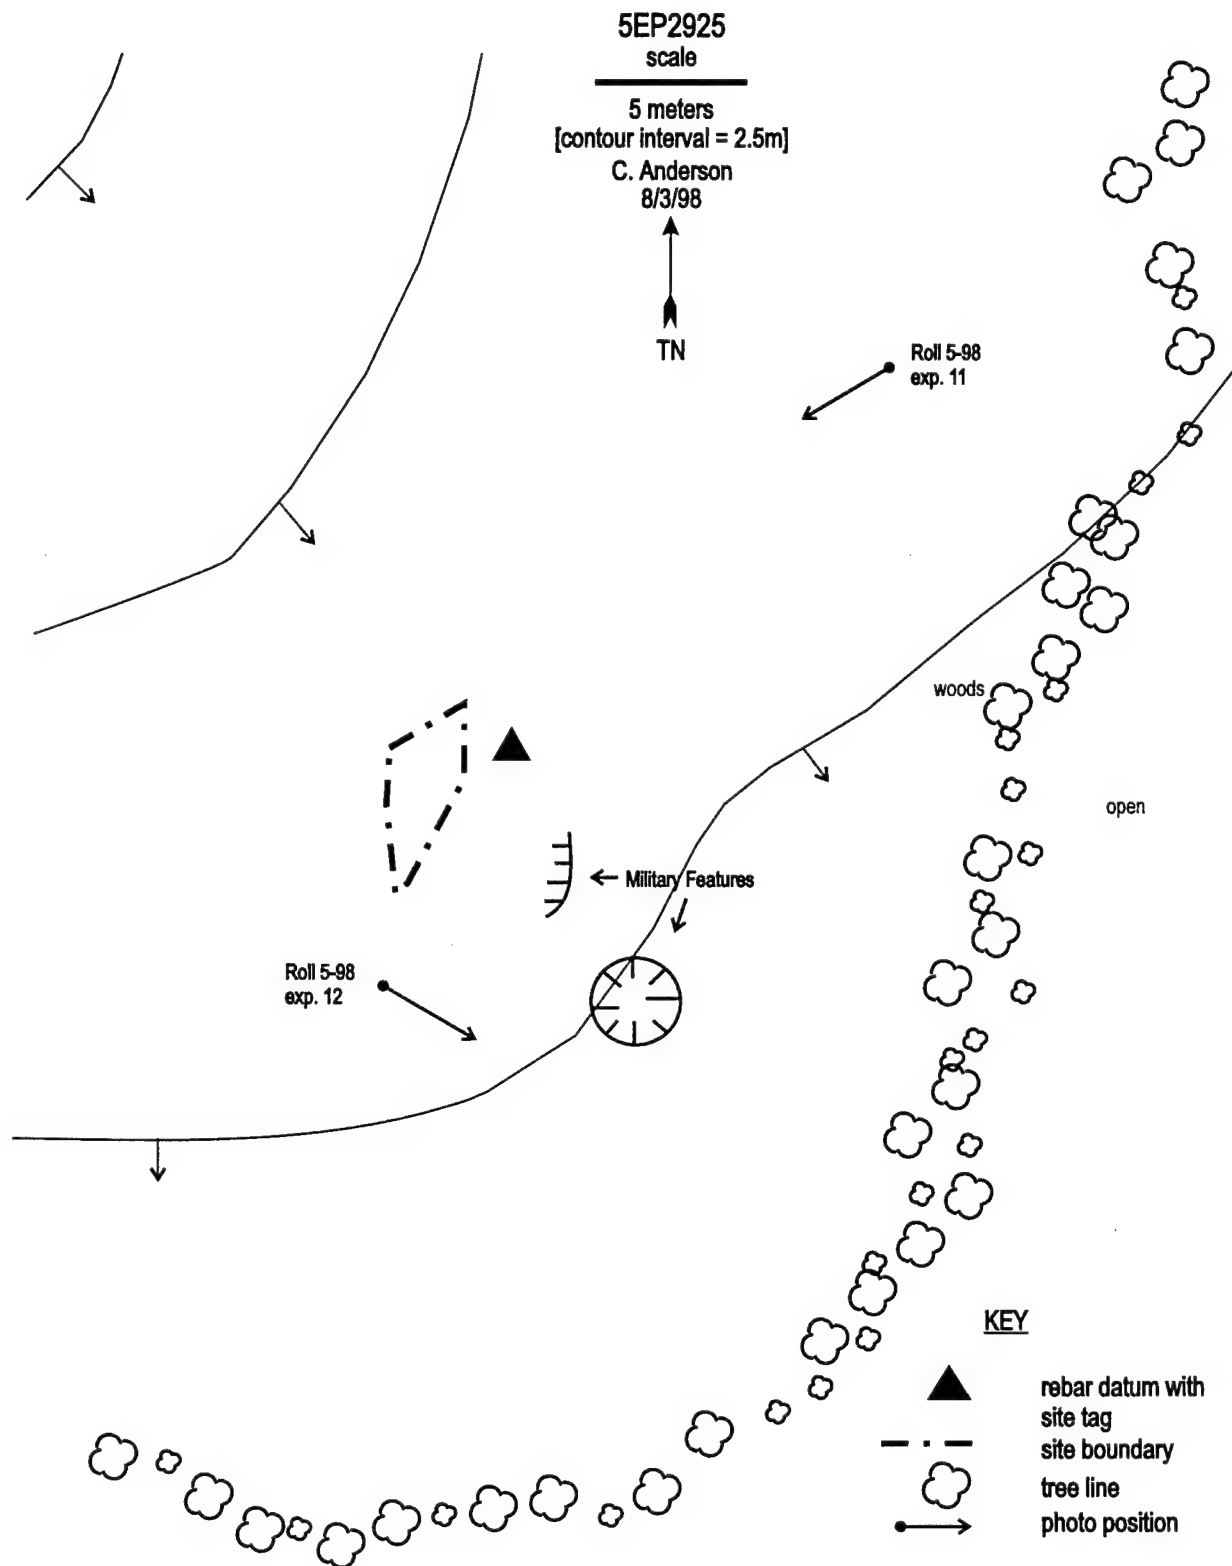 5EP2925
scale
5 meters
[contour interval = 2.5m]
C. Anderson
8/3/98
TN
Roll 5-98
exp. 11
woods
open
Military Features
Roll 5-98
exp. 12
KEY
rebar datum with
site tag
site boundary
tree line
photo position